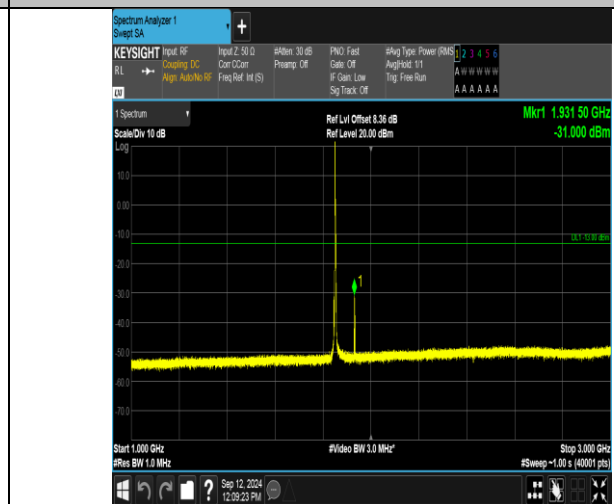 Spectrum Analyzer 1
Swept SA
+
KEYSIGHT Input: RF Input Z: 50 Ω #Atten: 30 dB PNO: Fast #Avg Type: Power (RMS 1 2 3 4 5 6
RL Coupling: DC Corr CCorr Preamp: Off Gate: Off Avg|Hold: 1/1 A W W W W W
Align: Auto/No RF Freq Ref: Int (S) IF Gain: Low Trig: Free Run
Sig Track: Off A A A A A A
LXI
1 Spectrum Ref Lvl Offset 8.36 dB Mkr1 1.931 50 GHz
Scale/Div 10 dB Ref Level 20.00 dBm -31.000 dBm
Log
10.0
0.00
-10.0
DL1 -13.00 dBm
-20.0
1
-30.0
-40.0
-50.0
-60.0
-70.0
Start 1.000 GHz #Video BW 3.0 MHz* Stop 3.000 GHz
#Res BW 1.0 MHz #Sweep ~1.00 s (40001 pts)
? Sep 12, 2024
12:09:23 PM